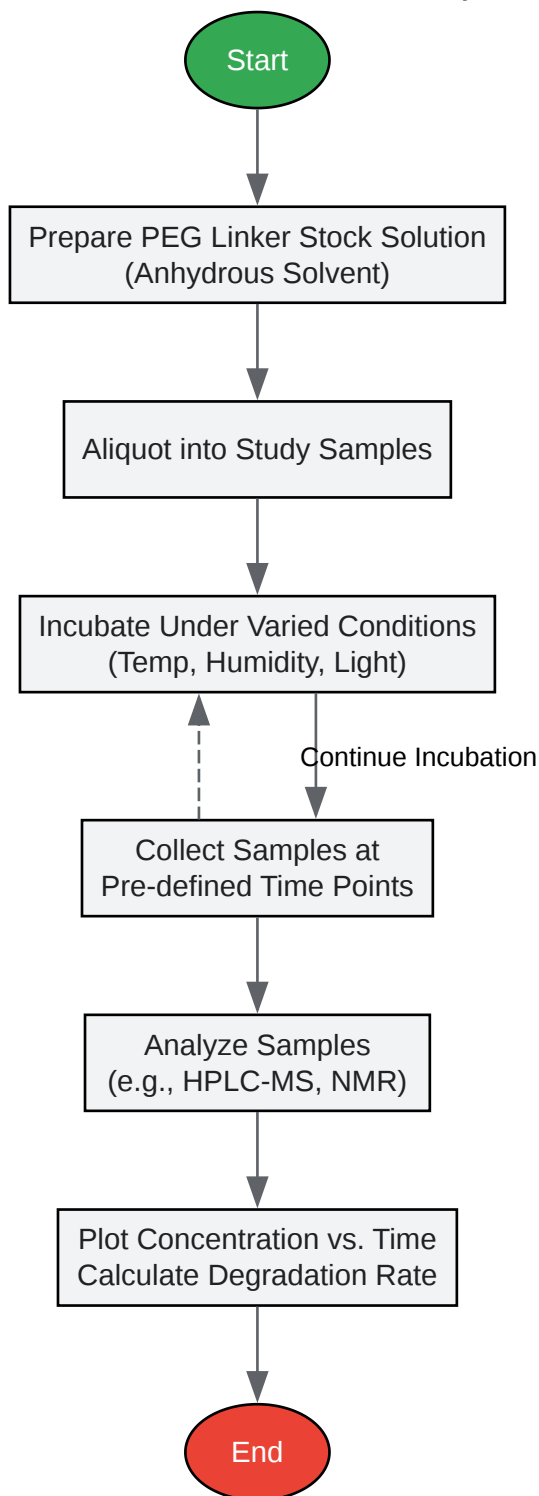 Start
Prepare PEG Linker Stock Solution
(Anhydrous Solvent)
Aliquot into Study Samples
Incubate Under Varied Conditions
(Temp, Humidity, Light)
Continue Incubation
Collect Samples at
Pre-defined Time Points
Analyze Samples
(e.g., HPLC-MS, NMR)
Plot Concentration vs. Time
Calculate Degradation Rate
End